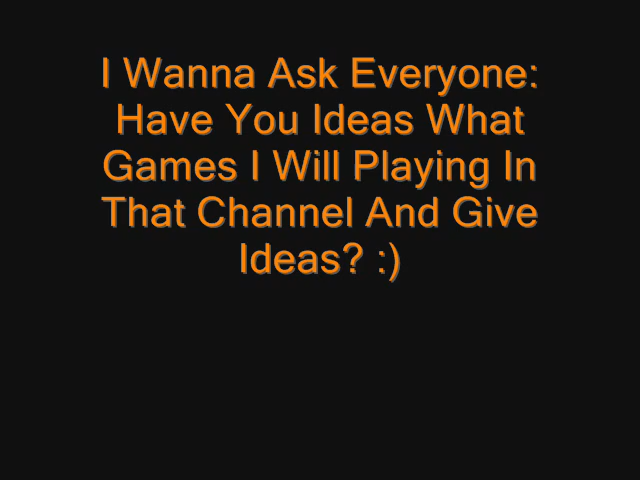 I Wanna Ask Everyone:
Have You Ideas What
Games I Will Playing In
That Channel And Give
Ideas? :)